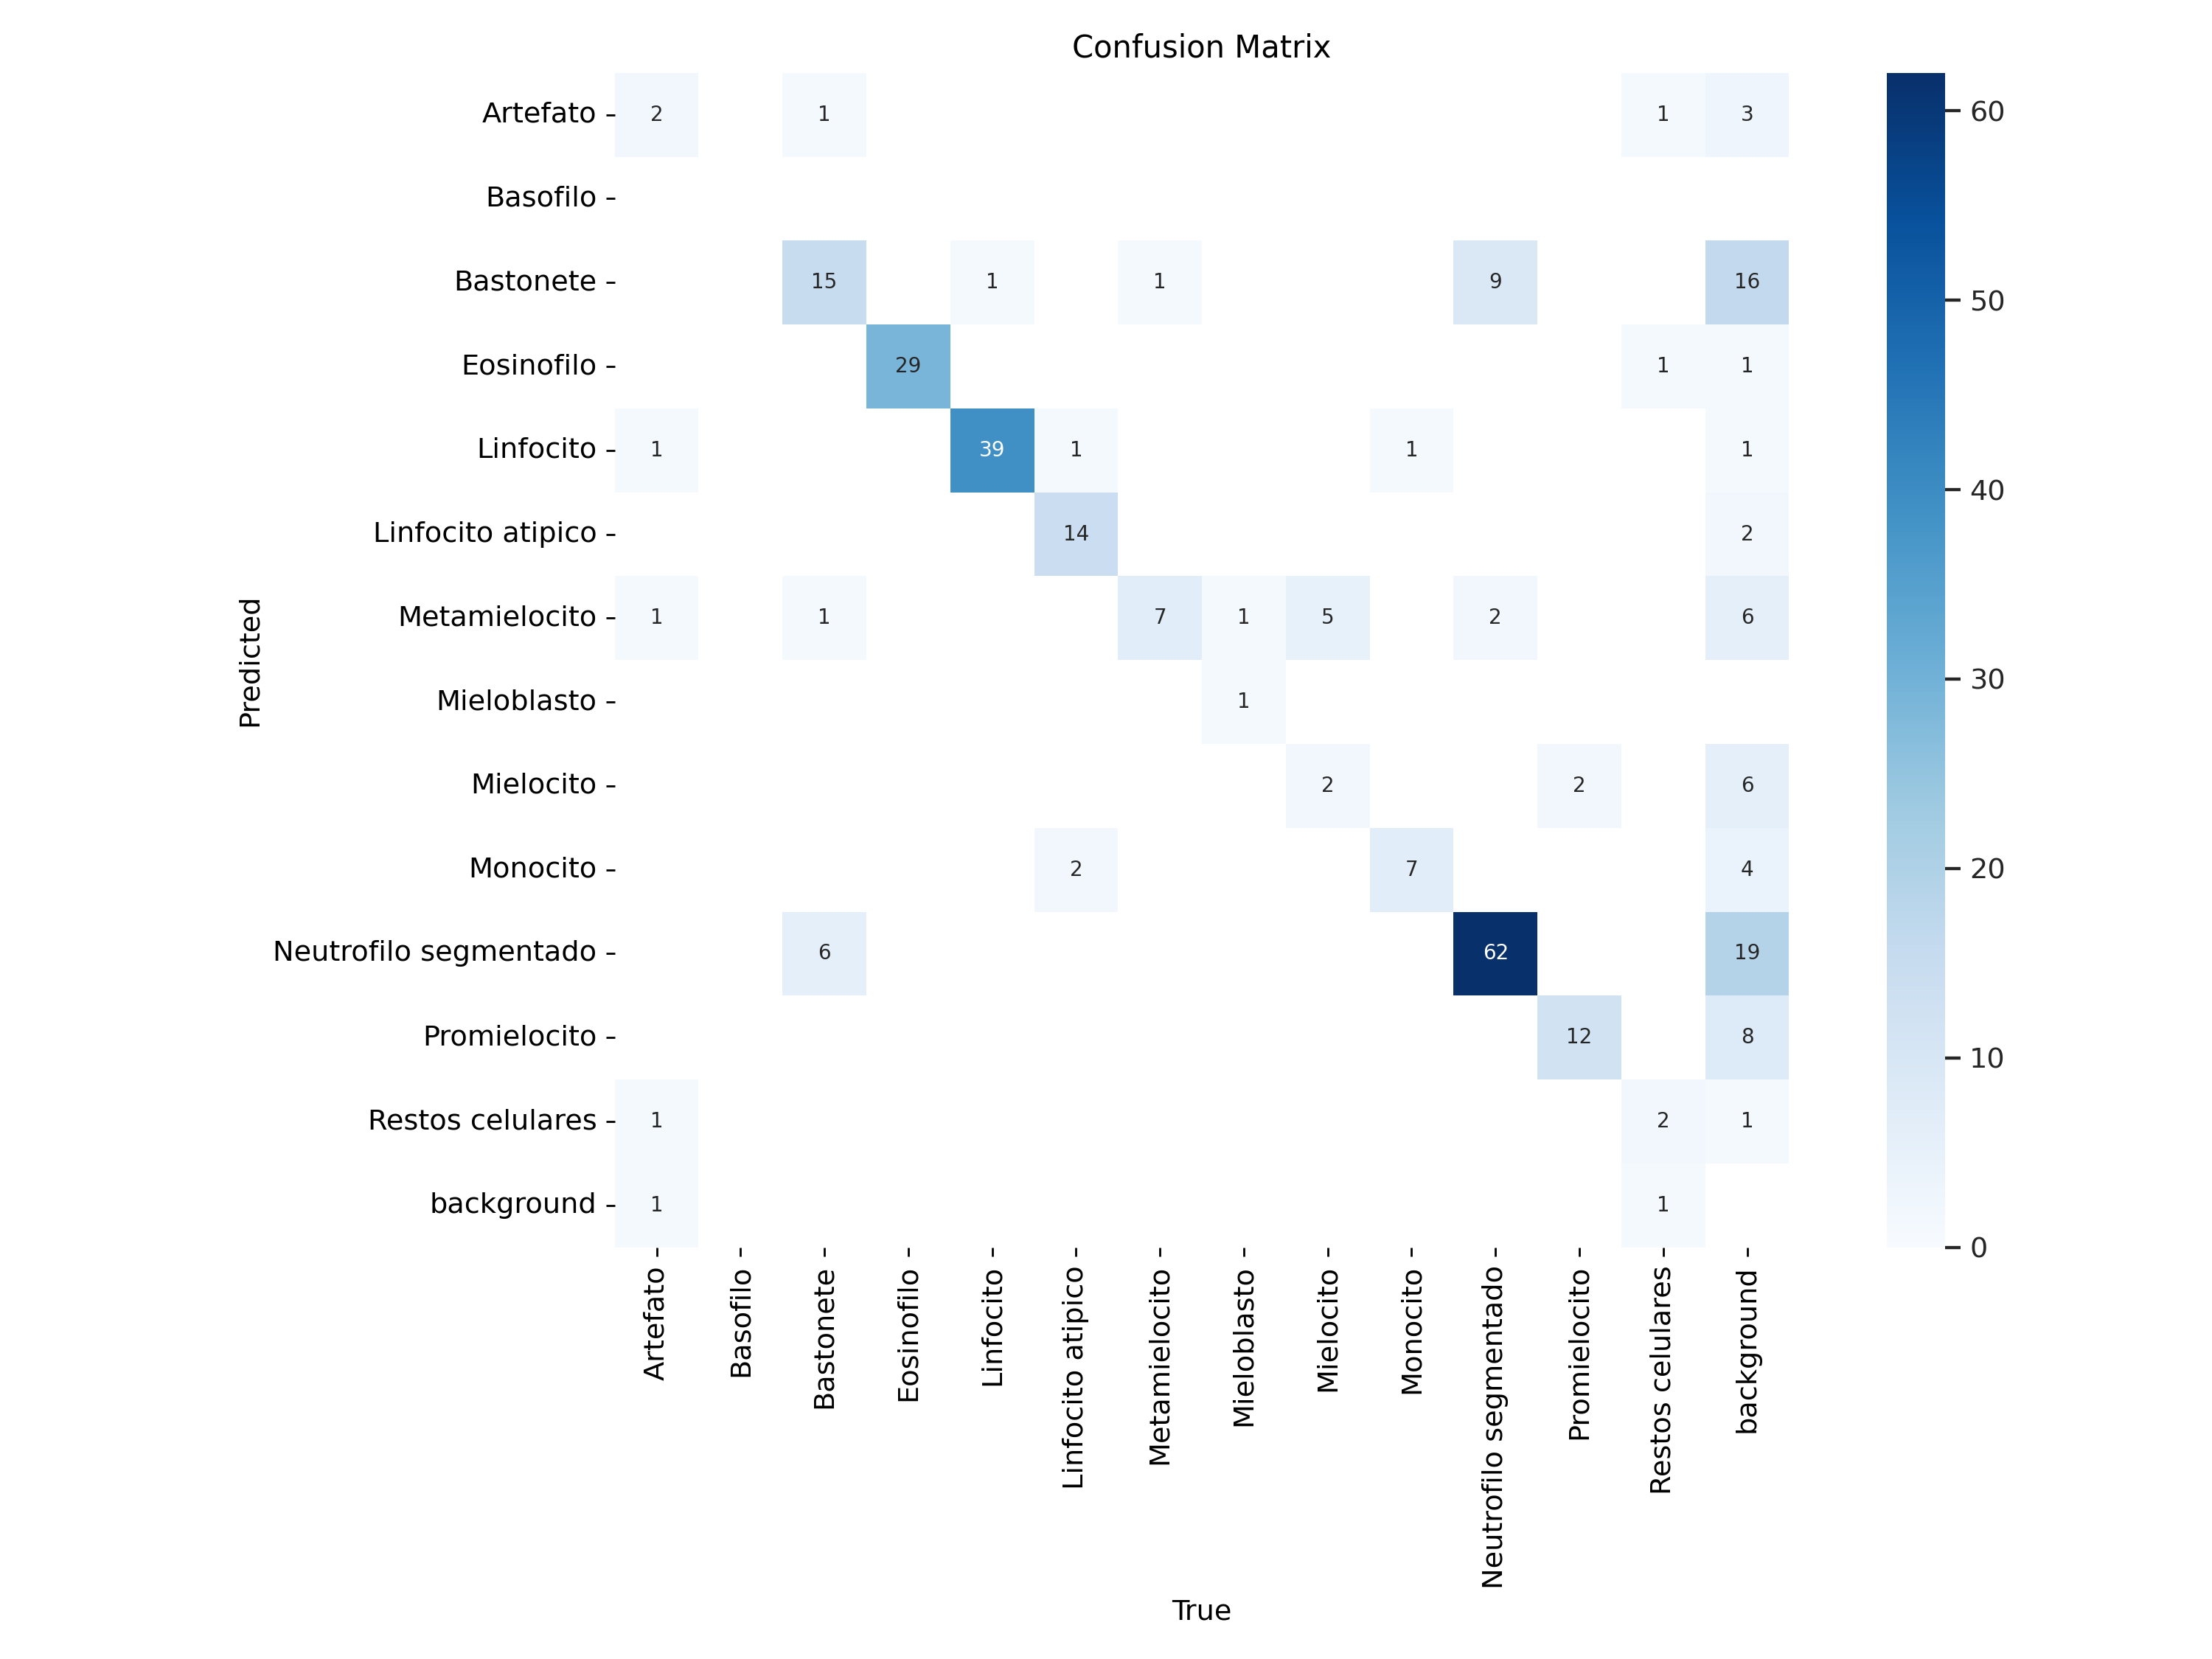 Confusion Matrix
Artefato 2 1 1 3
Basofilo
Bastonete 15 1 1 9 16
Eosinofilo 29 1 1
Linfocito 1 39 1 1 1
Linfocito atipico 14 2
Metamielocito 1 1 7 1 5 2 6
Mieloblasto 1
Mielocito 2 2 6
Monocito 2 7 4
Neutrofilo segmentado 6 62 19
Promielocito 12 8
Restos celulares 1 2 1
background 1 1
Predicted
Artefato
Basofilo
Bastonete
Eosinofilo
Linfocito
Linfocito atipico
Metamielocito
Mieloblasto
Mielocito
Monocito
Neutrofilo segmentado
Promielocito
Restos celulares
background
True
60
50
40
30
20
10
0